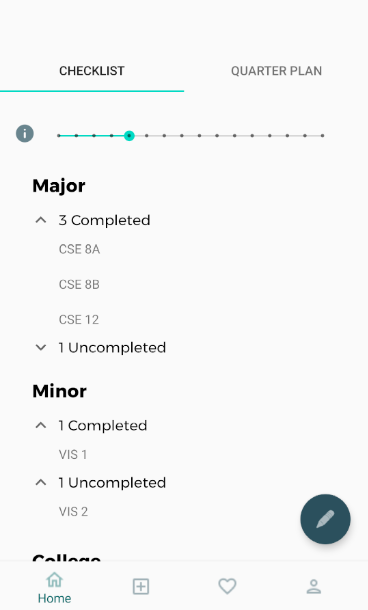 CHECKLIST QUARTER PLAN
i
Major
3 Completed
CSE 8A
CSE 8B
CSE 12
1 Uncompleted
Minor
1 Completed
VIS 1
1 Uncompleted
VIS 2
College
Home